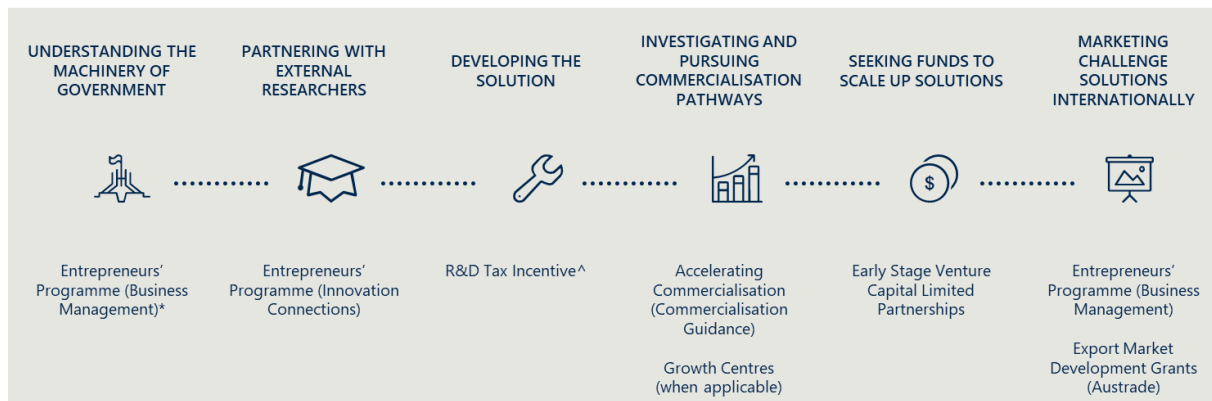 UNDERSTANDING THE
MACHINERY OF
GOVERNMENT
PARTNERING WITH
EXTERNAL
RESEARCHERS
DEVELOPING THE
SOLUTION
INVESTIGATING AND
PURSUING
COMMERCIALISATION
PATHWAYS
SEEKING FUNDS TO
SCALE UP SOLUTIONS
MARKETING
CHALLENGE
SOLUTIONS
INTERNATIONALLY
$
Entrepreneurs’
Programme (Business
Management)*
Entrepreneurs’
Programme (Innovation
Connections)
R&D Tax Incentive^
Accelerating
Commercialisation
(Commercialisation
Guidance)
Growth Centres
(when applicable)
Early Stage Venture
Capital Limited
Partnerships
Entrepreneurs’
Programme (Business
Management)
Export Market
Development Grants
(Austrade)